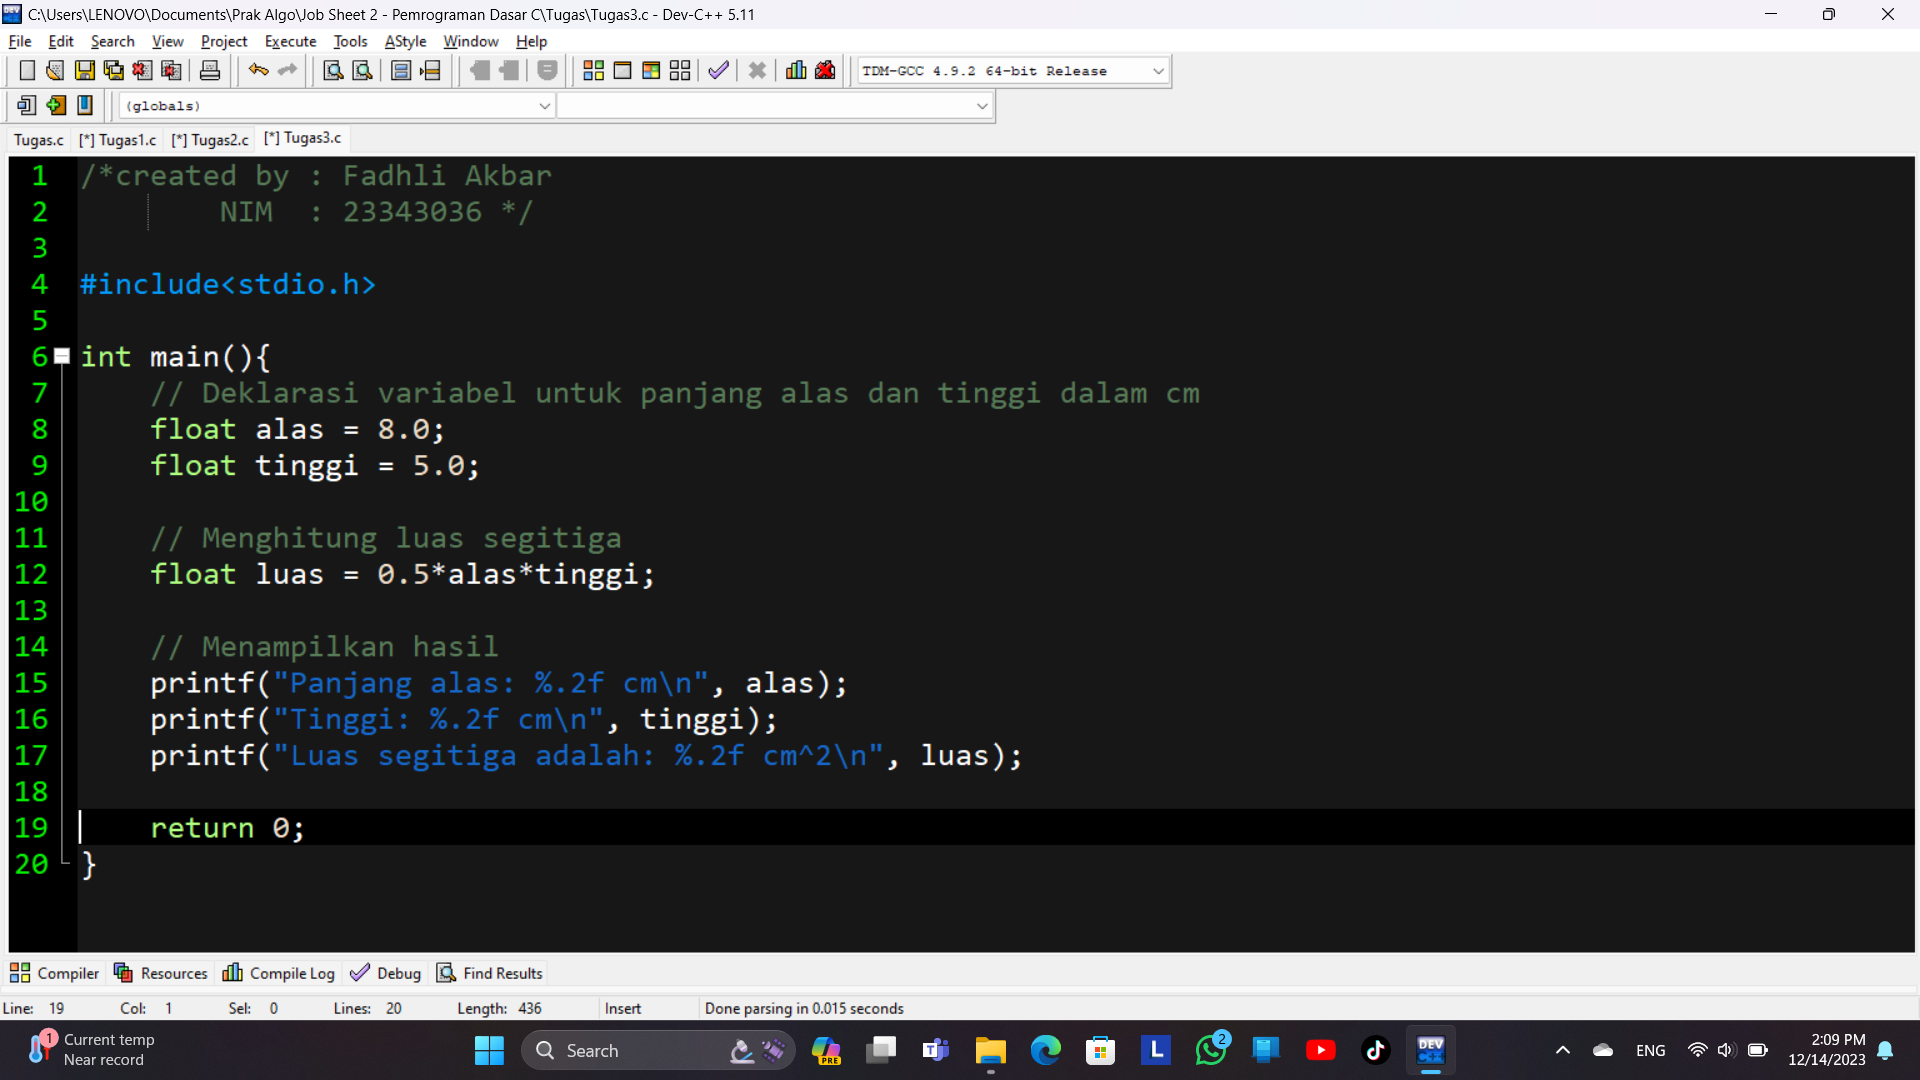 C:\Users\LENOVO\Documents\Prak Algo\Job Sheet 2 - Pemrograman Dasar C\Tugas\Tugas3.c - Dev-C++ 5.11
File Edit Search View Project Execute Tools AStyle Window Help
TDM-GCC 4.9.2 64-bit Release
(globals)
Tugas.c [*] Tugas1.c [*] Tugas2.c [*] Tugas3.c
1 /*created by : Fadhli Akbar
2 NIM : 23343036 */
3
4 #include<stdio.h>
5
6 int main(){
7 // Deklarasi variabel untuk panjang alas dan tinggi dalam cm
8 float alas = 8.0;
9 float tinggi = 5.0;
10
11 // Menghitung luas segitiga
12 float luas = 0.5*alas*tinggi;
13
14 // Menampilkan hasil
15 printf("Panjang alas: %.2f cm\n", alas);
16 printf("Tinggi: %.2f cm\n", tinggi);
17 printf("Luas segitiga adalah: %.2f cm^2\n", luas);
18
19 return 0;
20 }
Compiler Resources Compile Log Debug Find Results
Line: 19 Col: 1 Sel: 0 Lines: 20 Length: 436 Insert Done parsing in 0.015 seconds
1 Current temp
Near record
Search
PRE
T
L
2
DEV
C++
ENG
2:09 PM
12/14/2023